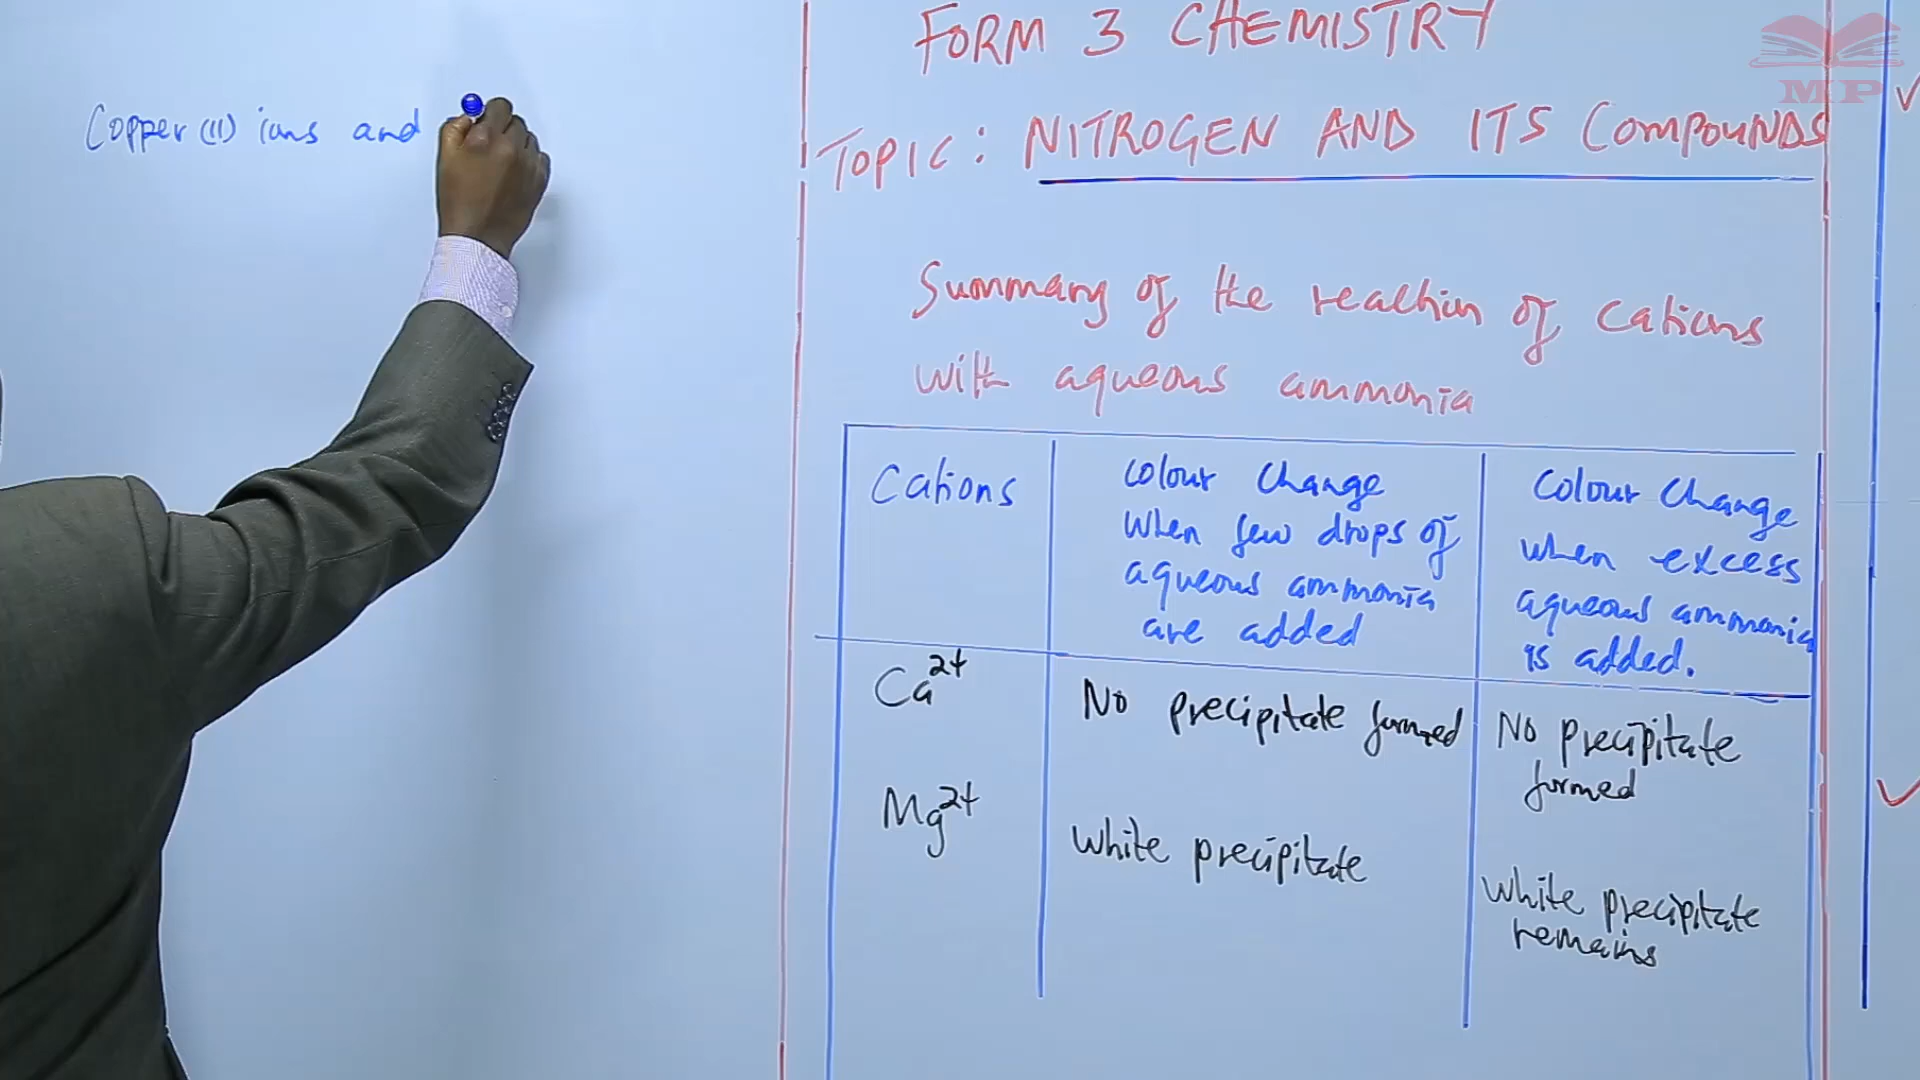 Copper (II) ions and
FORM 3 CHEMISTRY
TOPIC: NITROGEN AND ITS COMPOUNDS
Summary of the reaction of cations
with aqueous ammonia
Cations
Colour Change
when few drops of
aqueous ammonia
are added
Colour Change
when excess
aqueous ammonia
is added.
Ca2+
No precipitate formed
No precipitate
formed
Mg2+
White precipitate
White precipitate
remains
MP